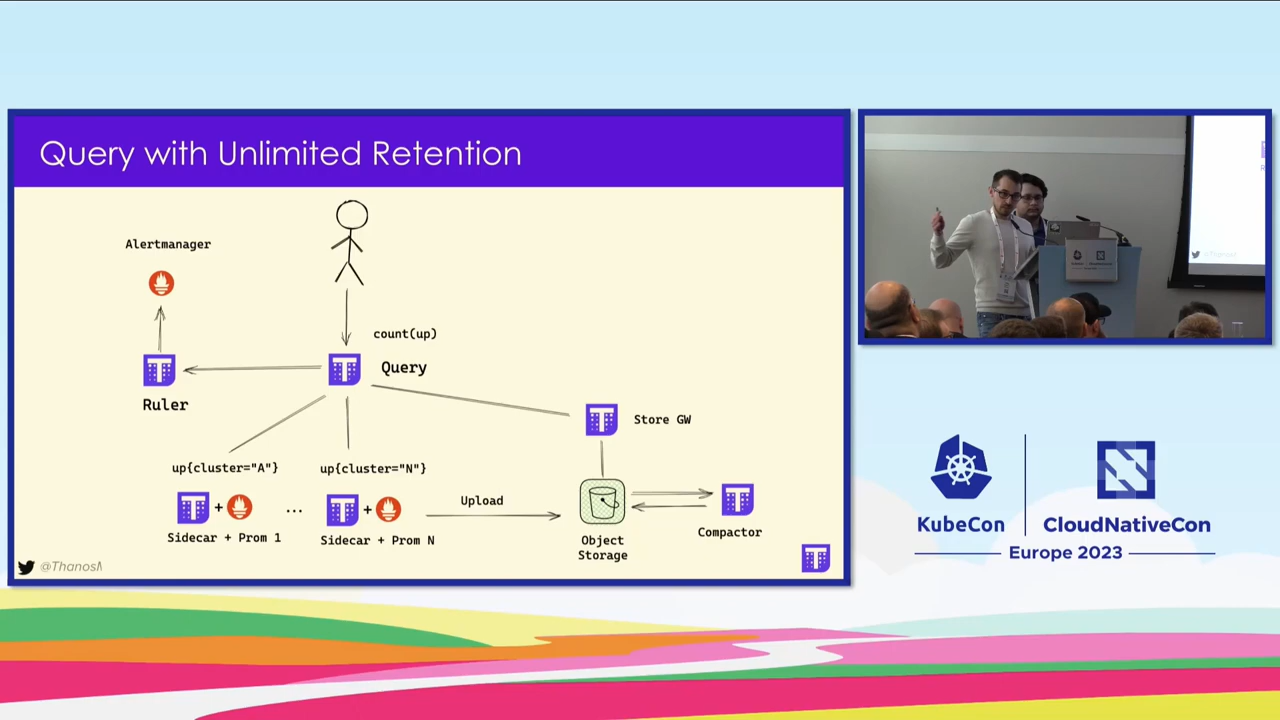 Query with Unlimited Retention
Alertmanager
count(up)
Query
Ruler
Store GW
up{cluster="A"}
up{cluster="N"}
+
...
+
Upload
Sidecar + Prom 1
Sidecar + Prom N
Object
Storage
Compactor
@ThanosM
KubeCon
CloudNativeCon
Europe 2023